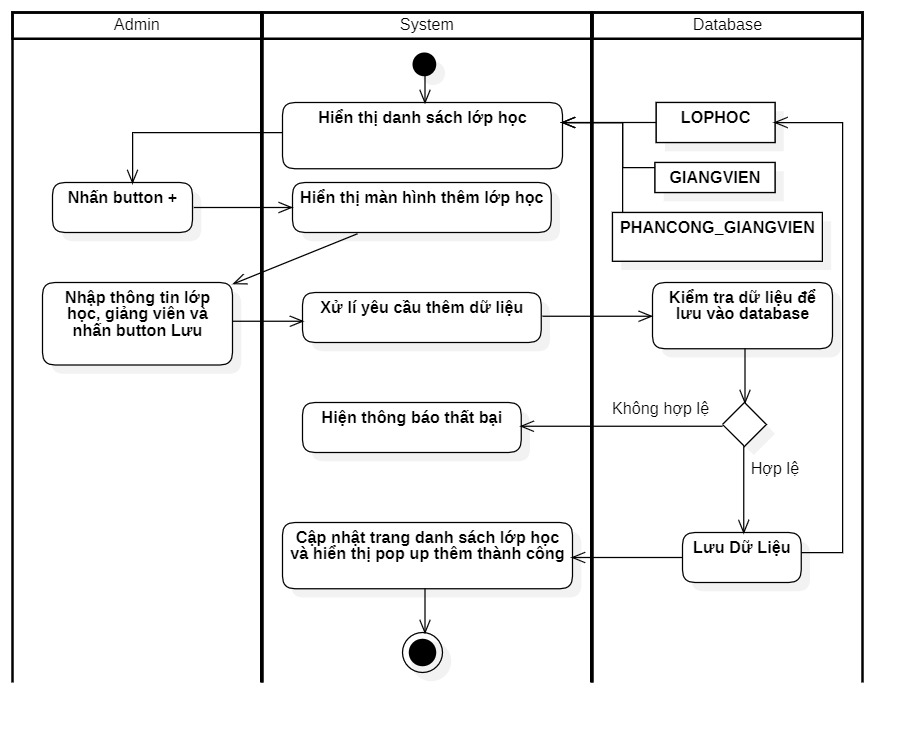 Admin
System
Database
Hiển thị danh sách lớp học
LOPHOC
GIANGVIEN
Nhấn button +
Hiển thị màn hình thêm lớp học
PHANCONG_GIANGVIEN
Nhập thông tin lớp
học, giảng viên và
nhấn button Lưu
Xử lí yêu cầu thêm dữ liệu
Kiểm tra dữ liệu để
lưu vào database
Hiện thông báo thất bại
Không hợp lệ
Hợp lệ
Cập nhật trang danh sách lớp học
và hiển thị pop up thêm thành công
Lưu Dữ Liệu